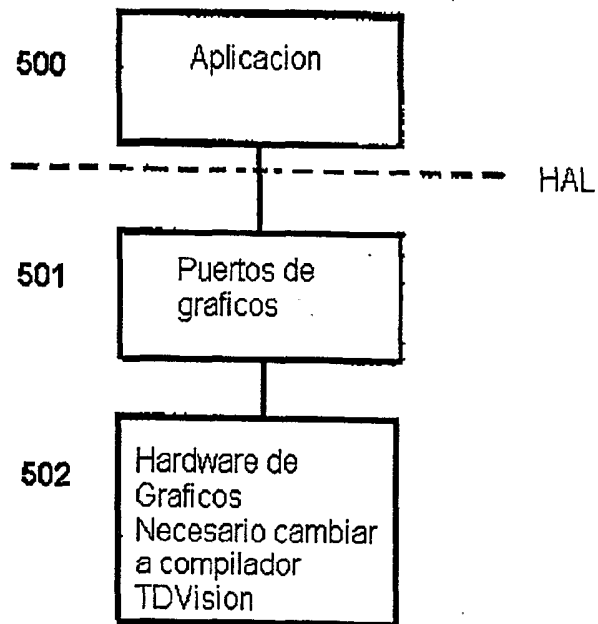 500
Aplicacion
HAL
501
Puertos de
graficos
502
Hardware de
Graficos
Necesario cambiar
a compilador
TDVision